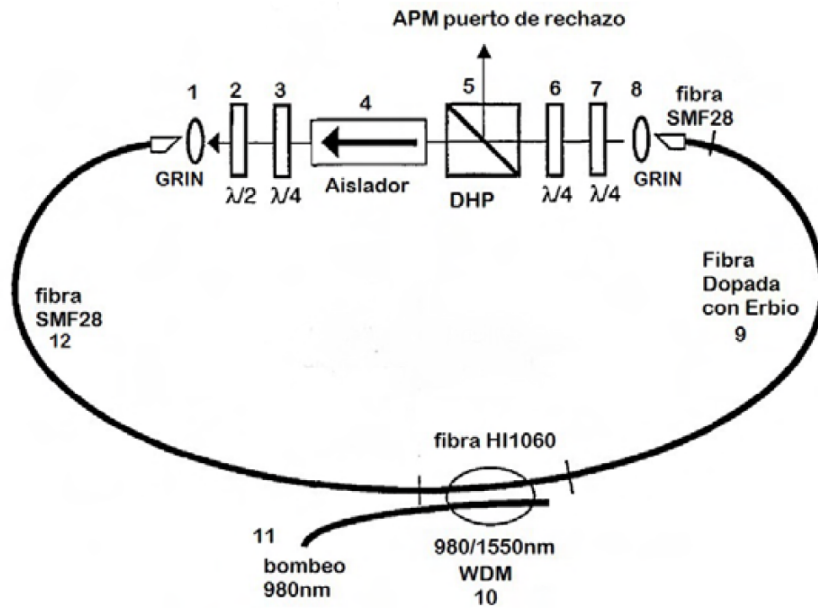 APM puerto de rechazo
1
2
3
4
5
6
7
8
fibra
SMF28
GRIN
λ/2
λ/4
Aislador
DHP
λ/4
λ/4
GRIN
fibra
SMF28
12
Fibra
Dopada
con Erbio
9
fibra HI1060
11
bombeo
980nm
980/1550nm
WDM
10